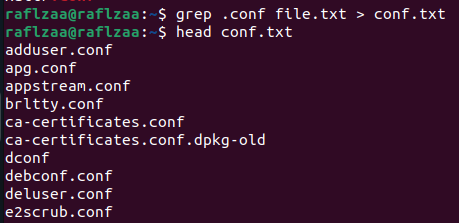 raflzaa@raflzaa:~$ grep .conf file.txt > conf.txt
raflzaa@raflzaa:~$ head conf.txt
adduser.conf
apg.conf
appstream.conf
brltty.conf
ca-certificates.conf
ca-certificates.conf.dpkg-old
dconf
debconf.conf
deluser.conf
e2scrub.conf